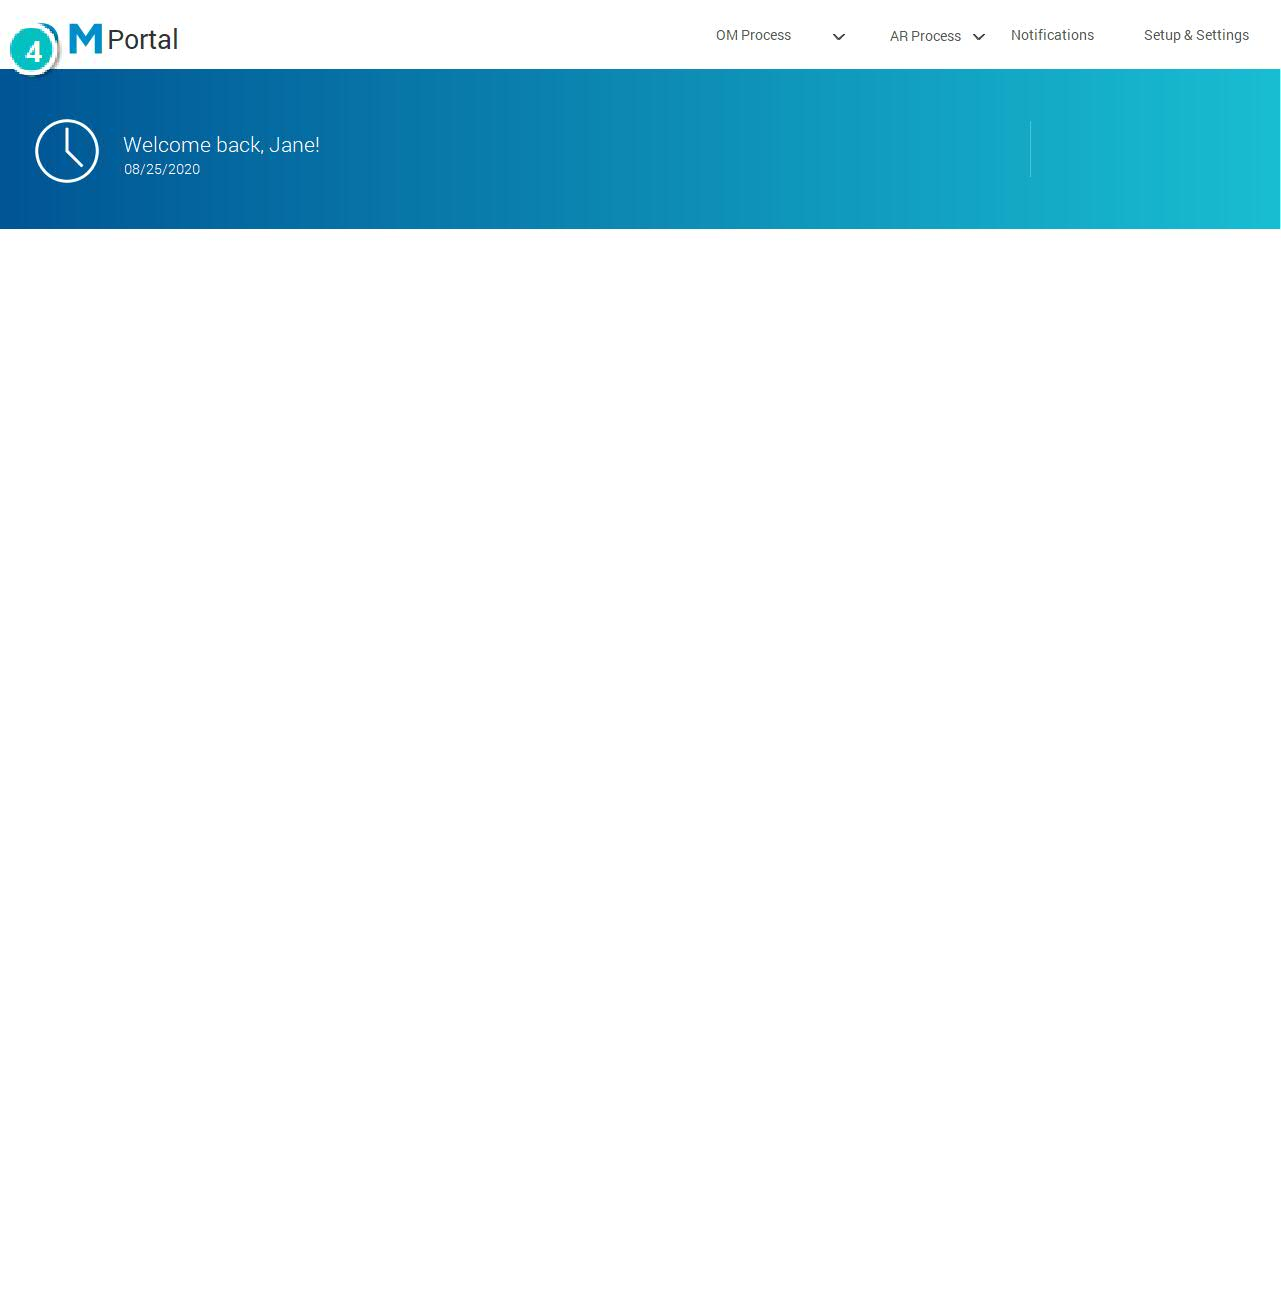 4 M Portal
OM Process
AR Process
Notifications
Setup & Settings
Welcome back, Jane!
08/25/2020